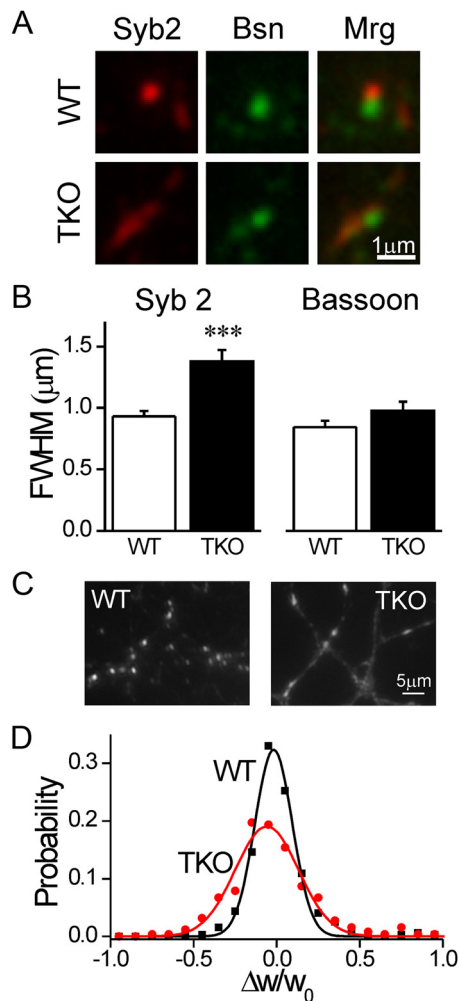 A
Syb2 Bsn Mrg
WT
TKO
1μm
B
Syb 2 Bassoon
***
1.5
1.0
0.5
0.0
FWHM (μm)
WT TKO WT TKO
C
WT TKO
5μm
D
0.3
0.2
0.1
0.0
Probability
WT
TKO
-1.0 -0.5 0.0 0.5 1.0
Δw/w0